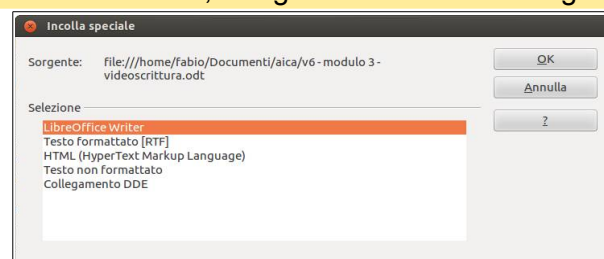 Incolla speciale
Sorgente: file:///home/fabio/Documenti/aica/v6 - modulo 3 -
videoscrittura.odt
OK
Annulla
?
Selezione
LibreOffice Writer
Testo formattato [RTF]
HTML (HyperText Markup Language)
Testo non formattato
Collegamento DDE